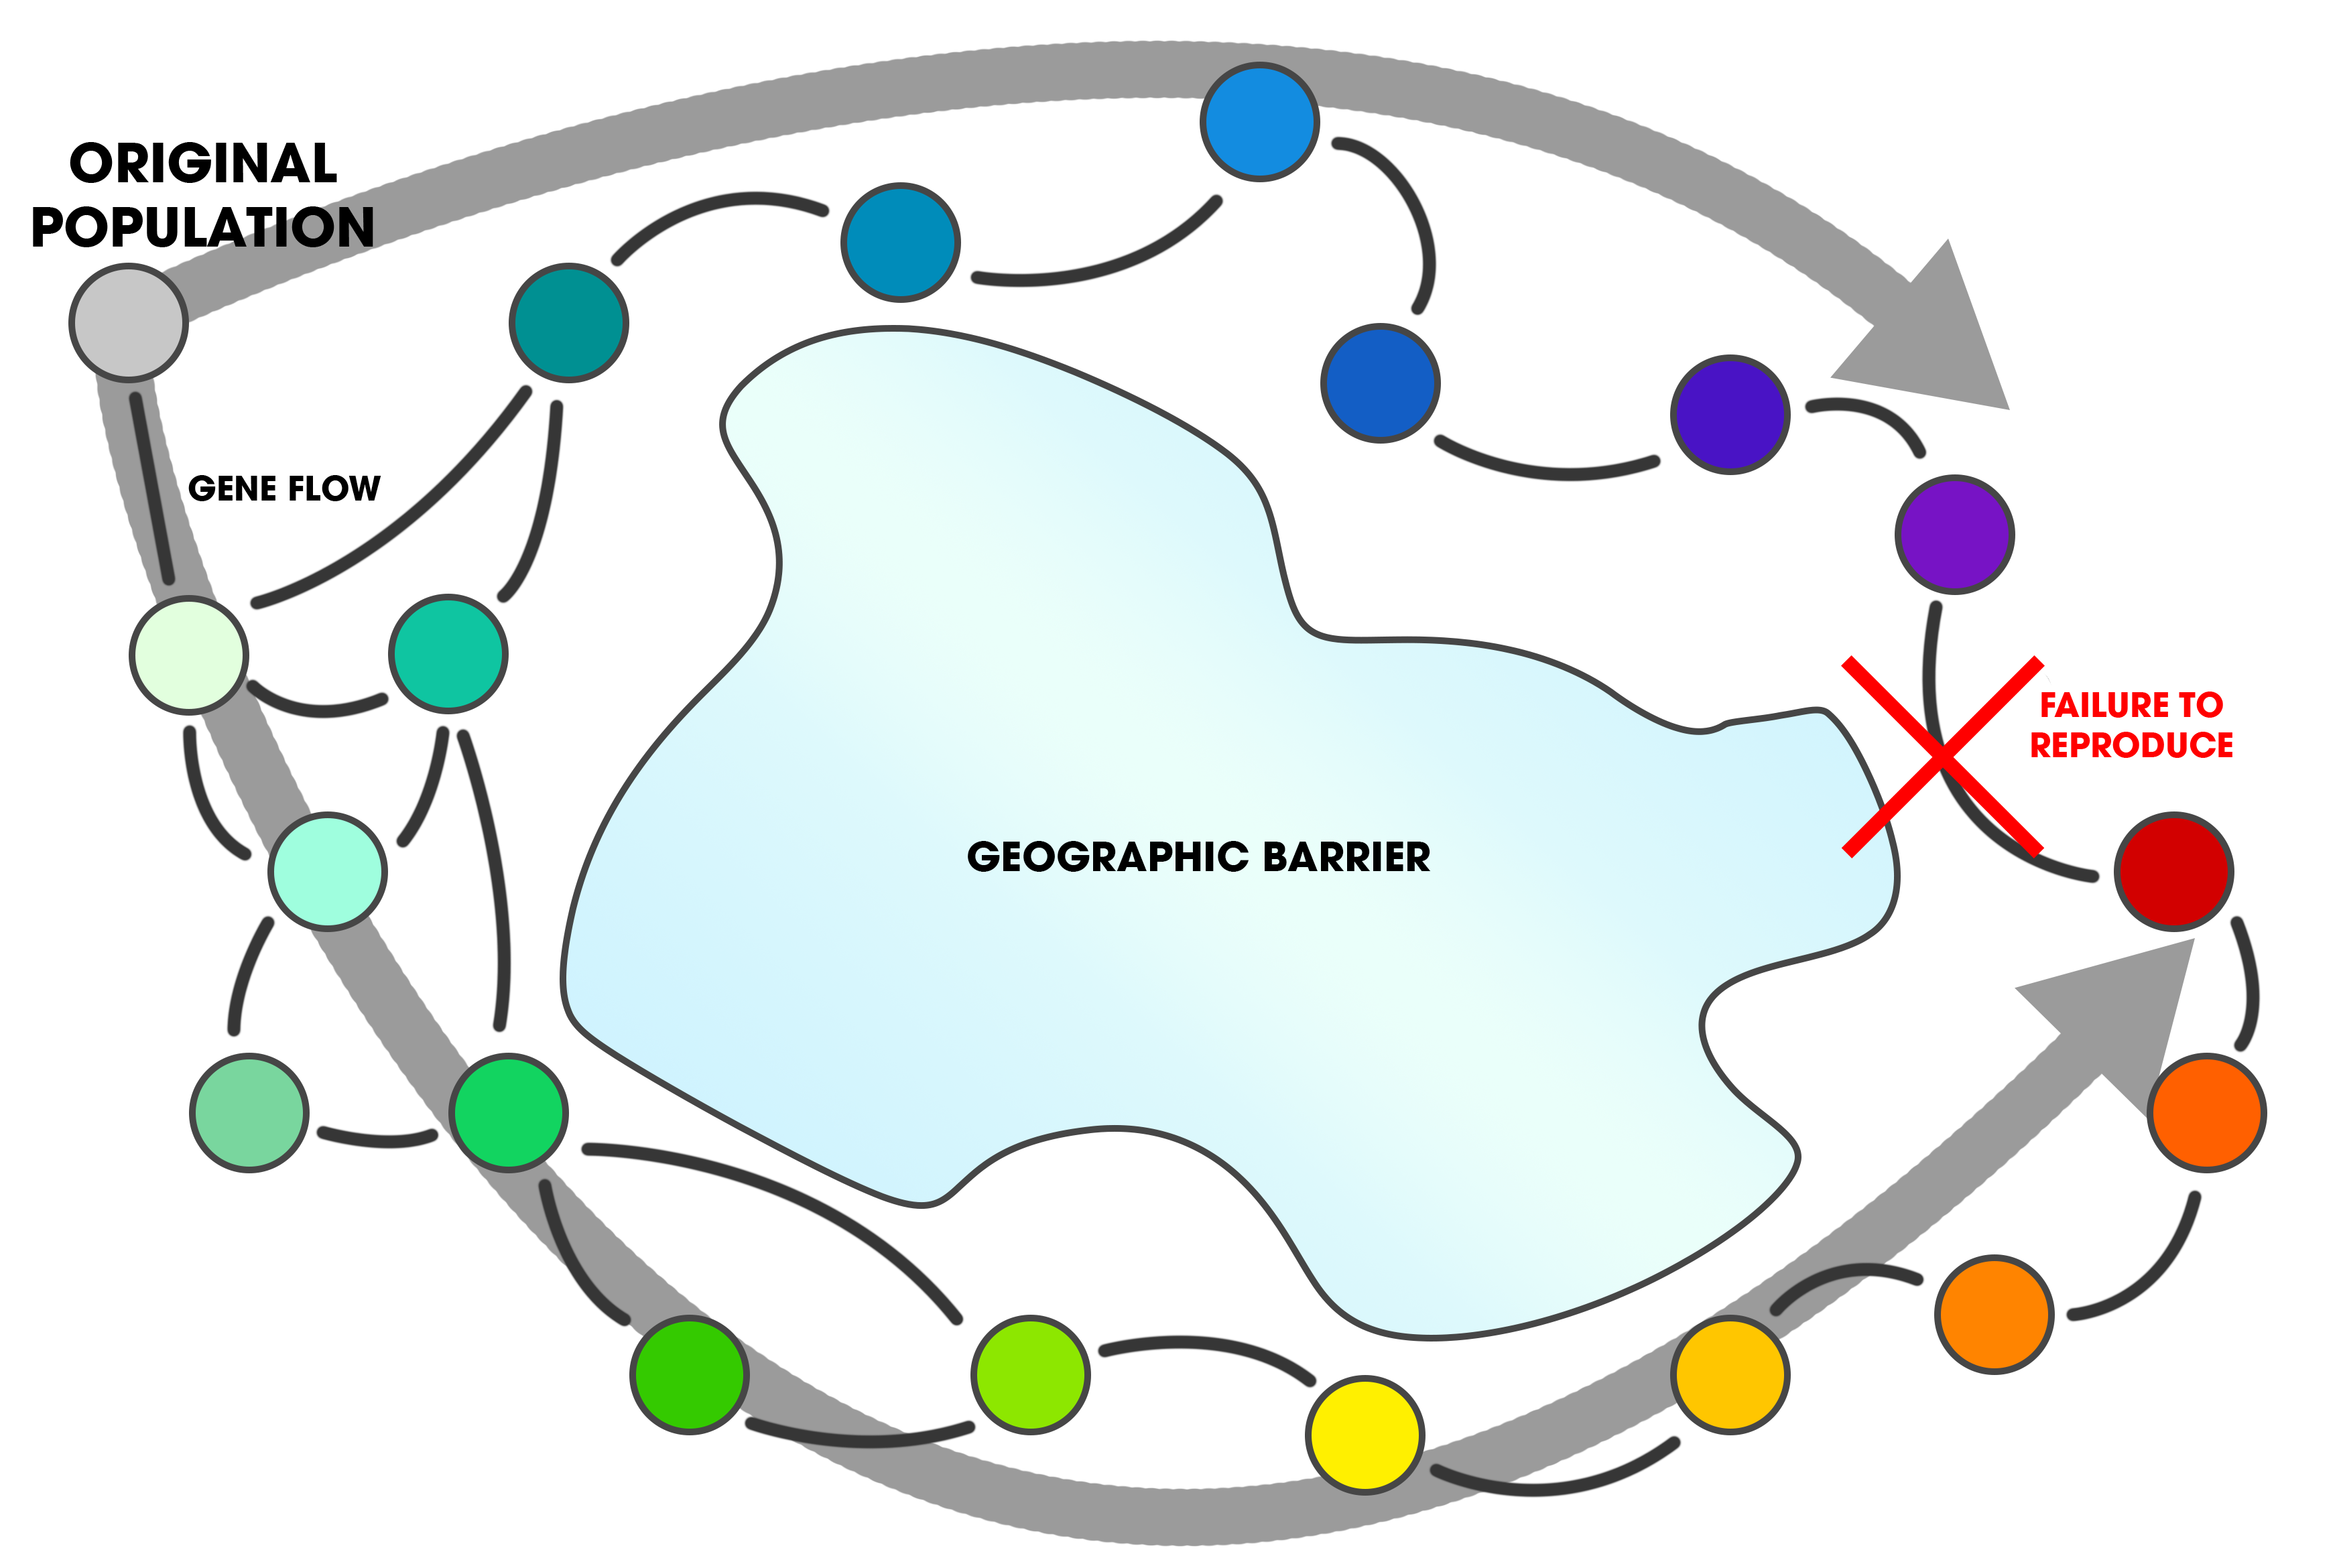 ORIGINAL
POPULATION
GENE FLOW
FAILURE TO
REPRODUCE
GEOGRAPHIC BARRIER